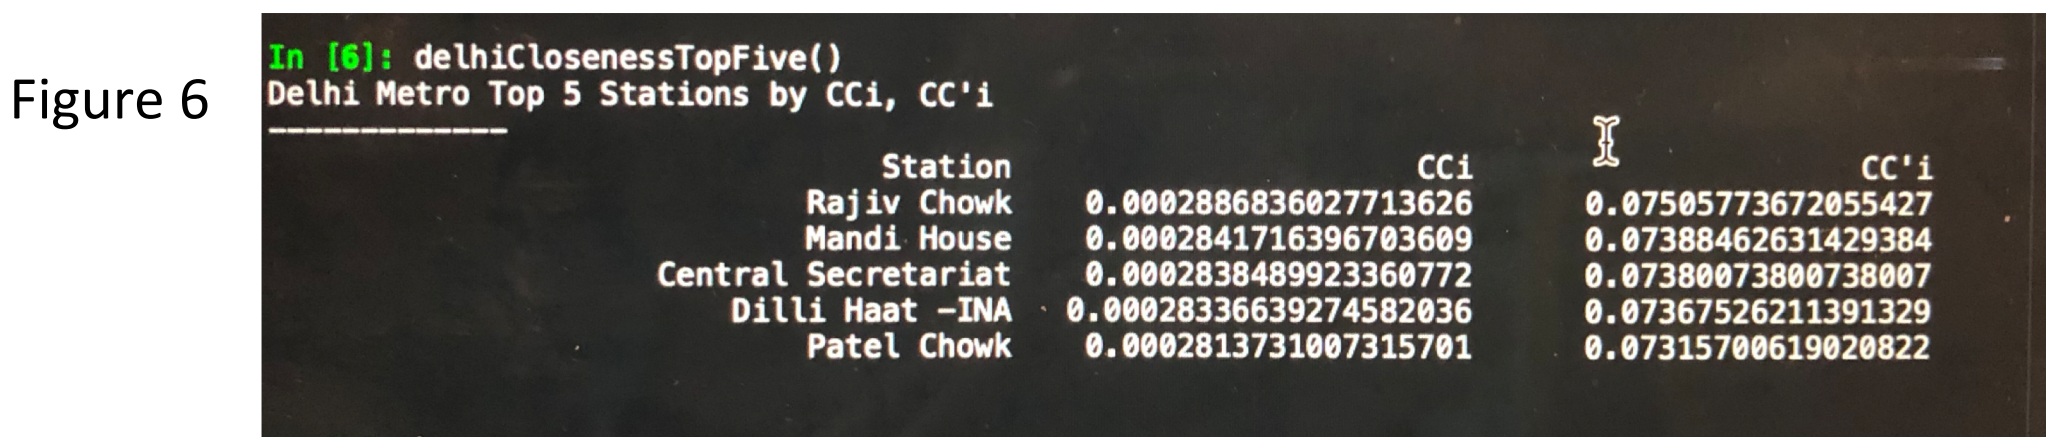 Figure 6
In [6]: delhiClosenessTopFive()
Delhi Metro Top 5 Stations by CCi, CC'i
-------------
Station CCi CC'i
Rajiv Chowk 0.0002886836027713626 0.07505773672055427
Mandi House 0.0002841716396703609 0.07388462631429384
Central Secretariat 0.0002838489923360772 0.07380073800738007
Dilli Haat –INA 0.00028336639274582036 0.07367526211391329
Patel Chowk 0.0002813731007315701 0.07315700619020822